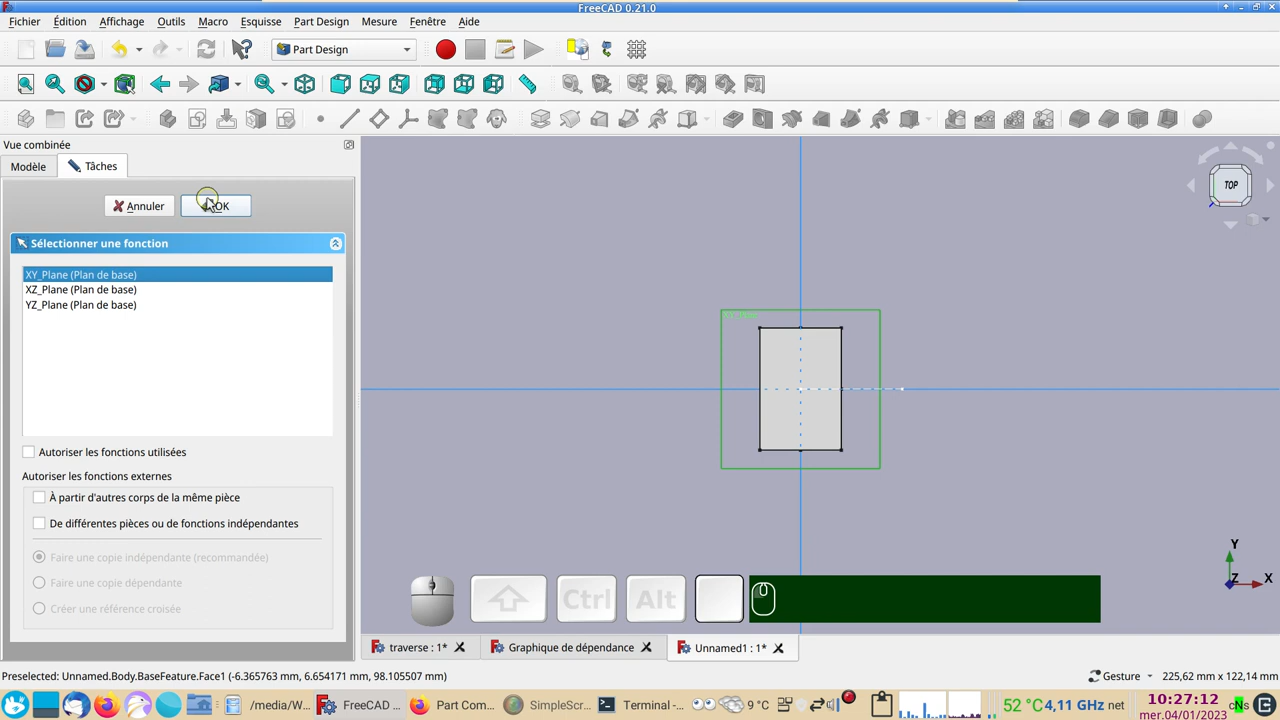 FreeCAD 0.21.0
Fichier Édition Affichage Outils Macro Esquisse Part Design Mesure Fenêtre Aide
Part Design
Vue combinée
Modèle Tâches
Annuler OK
Sélectionner une fonction
XY_Plane (Plan de base)
XZ_Plane (Plan de base)
YZ_Plane (Plan de base)
Autoriser les fonctions utilisées
Autoriser les fonctions externes
À partir d'autres corps de la même pièce
De différentes pièces ou de fonctions indépendantes
Faire une copie indépendante (recommandée)
Faire une copie dépendante
Créer une référence croisée
TOP
Y
Z X
Ctrl Alt
traverse : 1* Graphique de dépendance Unnamed1 : 1*
Preselected: Unnamed.Body.BaseFeature.Face1 (-6.365763 mm, 6.654171 mm, 98.105507 mm)
Gesture 225,62 mm x 122,14 mm
/media/W... FreeCAD ... Part Com... SimpleScr... Terminal -... 9 °C 52 °C 4,11 GHz net 10:27:12
mer.04/01/2023